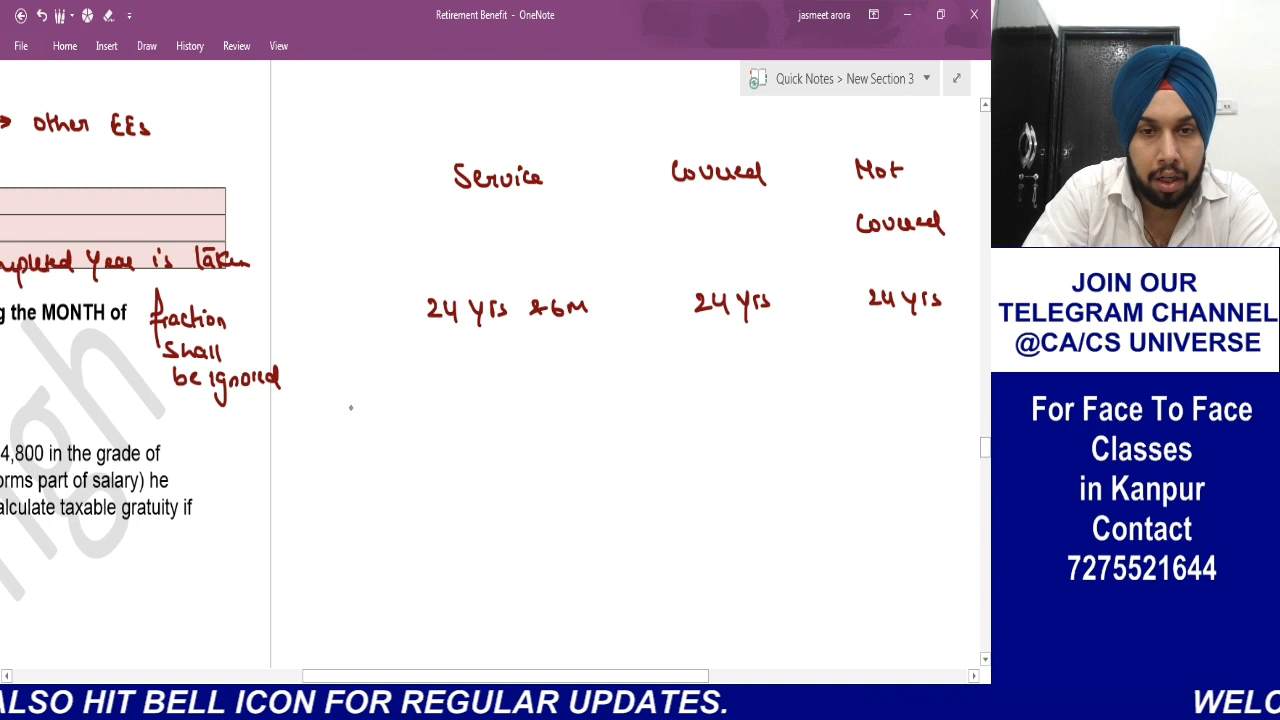 Retirement Benefit - OneNote
jasmeet arora
File Home Insert Draw History Review View
Quick Notes > New Section 3
other EEs
Service Covered Not Covered
mpleted Year is taken
fraction shall be ignored
g the MONTH of
24 Yrs & 6M 24 Yrs 24 Yrs
4,800 in the grade of
orms part of salary) he
alculate taxable gratuity if
ngh
JOIN OUR
TELEGRAM CHANNEL
@CA/CS UNIVERSE
For Face To Face
Classes
in Kanpur
Contact
7275521644
ALSO HIT BELL ICON FOR REGULAR UPDATES.
WELC